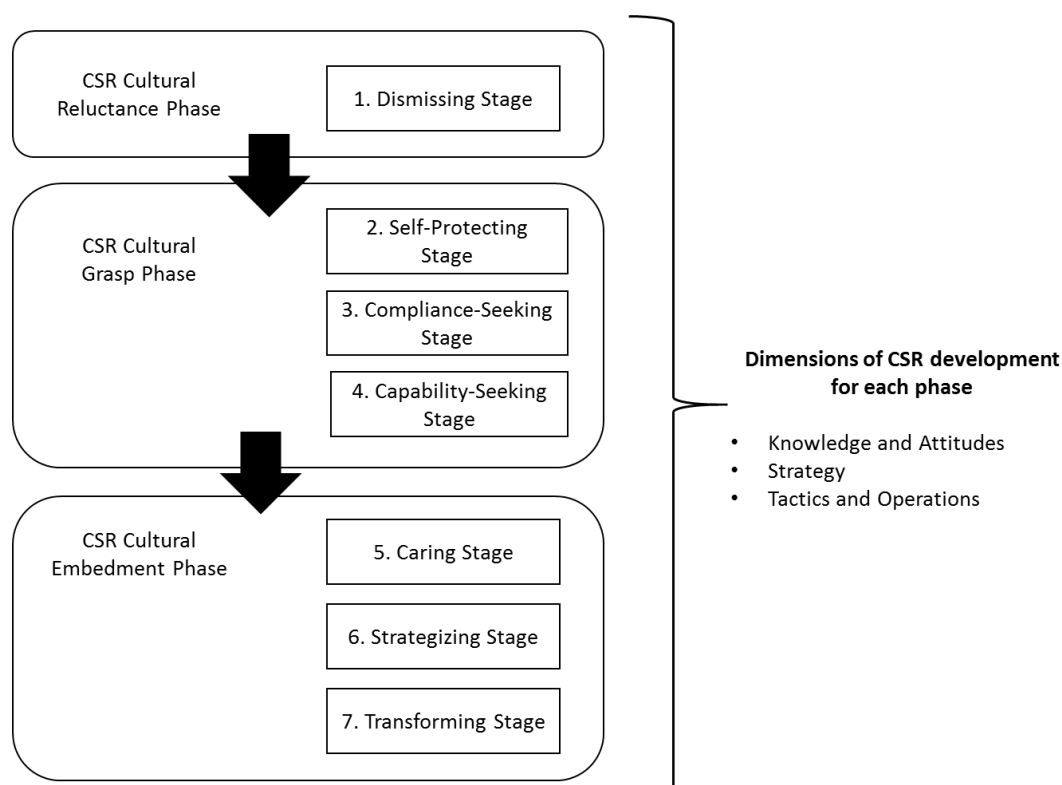 CSR Cultural
Reluctance Phase
1. Dismissing Stage
CSR Cultural
Grasp Phase
2. Self-Protecting
Stage
3. Compliance-Seeking
Stage
4. Capability-Seeking
Stage
CSR Cultural
Embedment Phase
5. Caring Stage
6. Strategizing Stage
7. Transforming Stage
Dimensions of CSR development
for each phase
• Knowledge and Attitudes
• Strategy
• Tactics and Operations